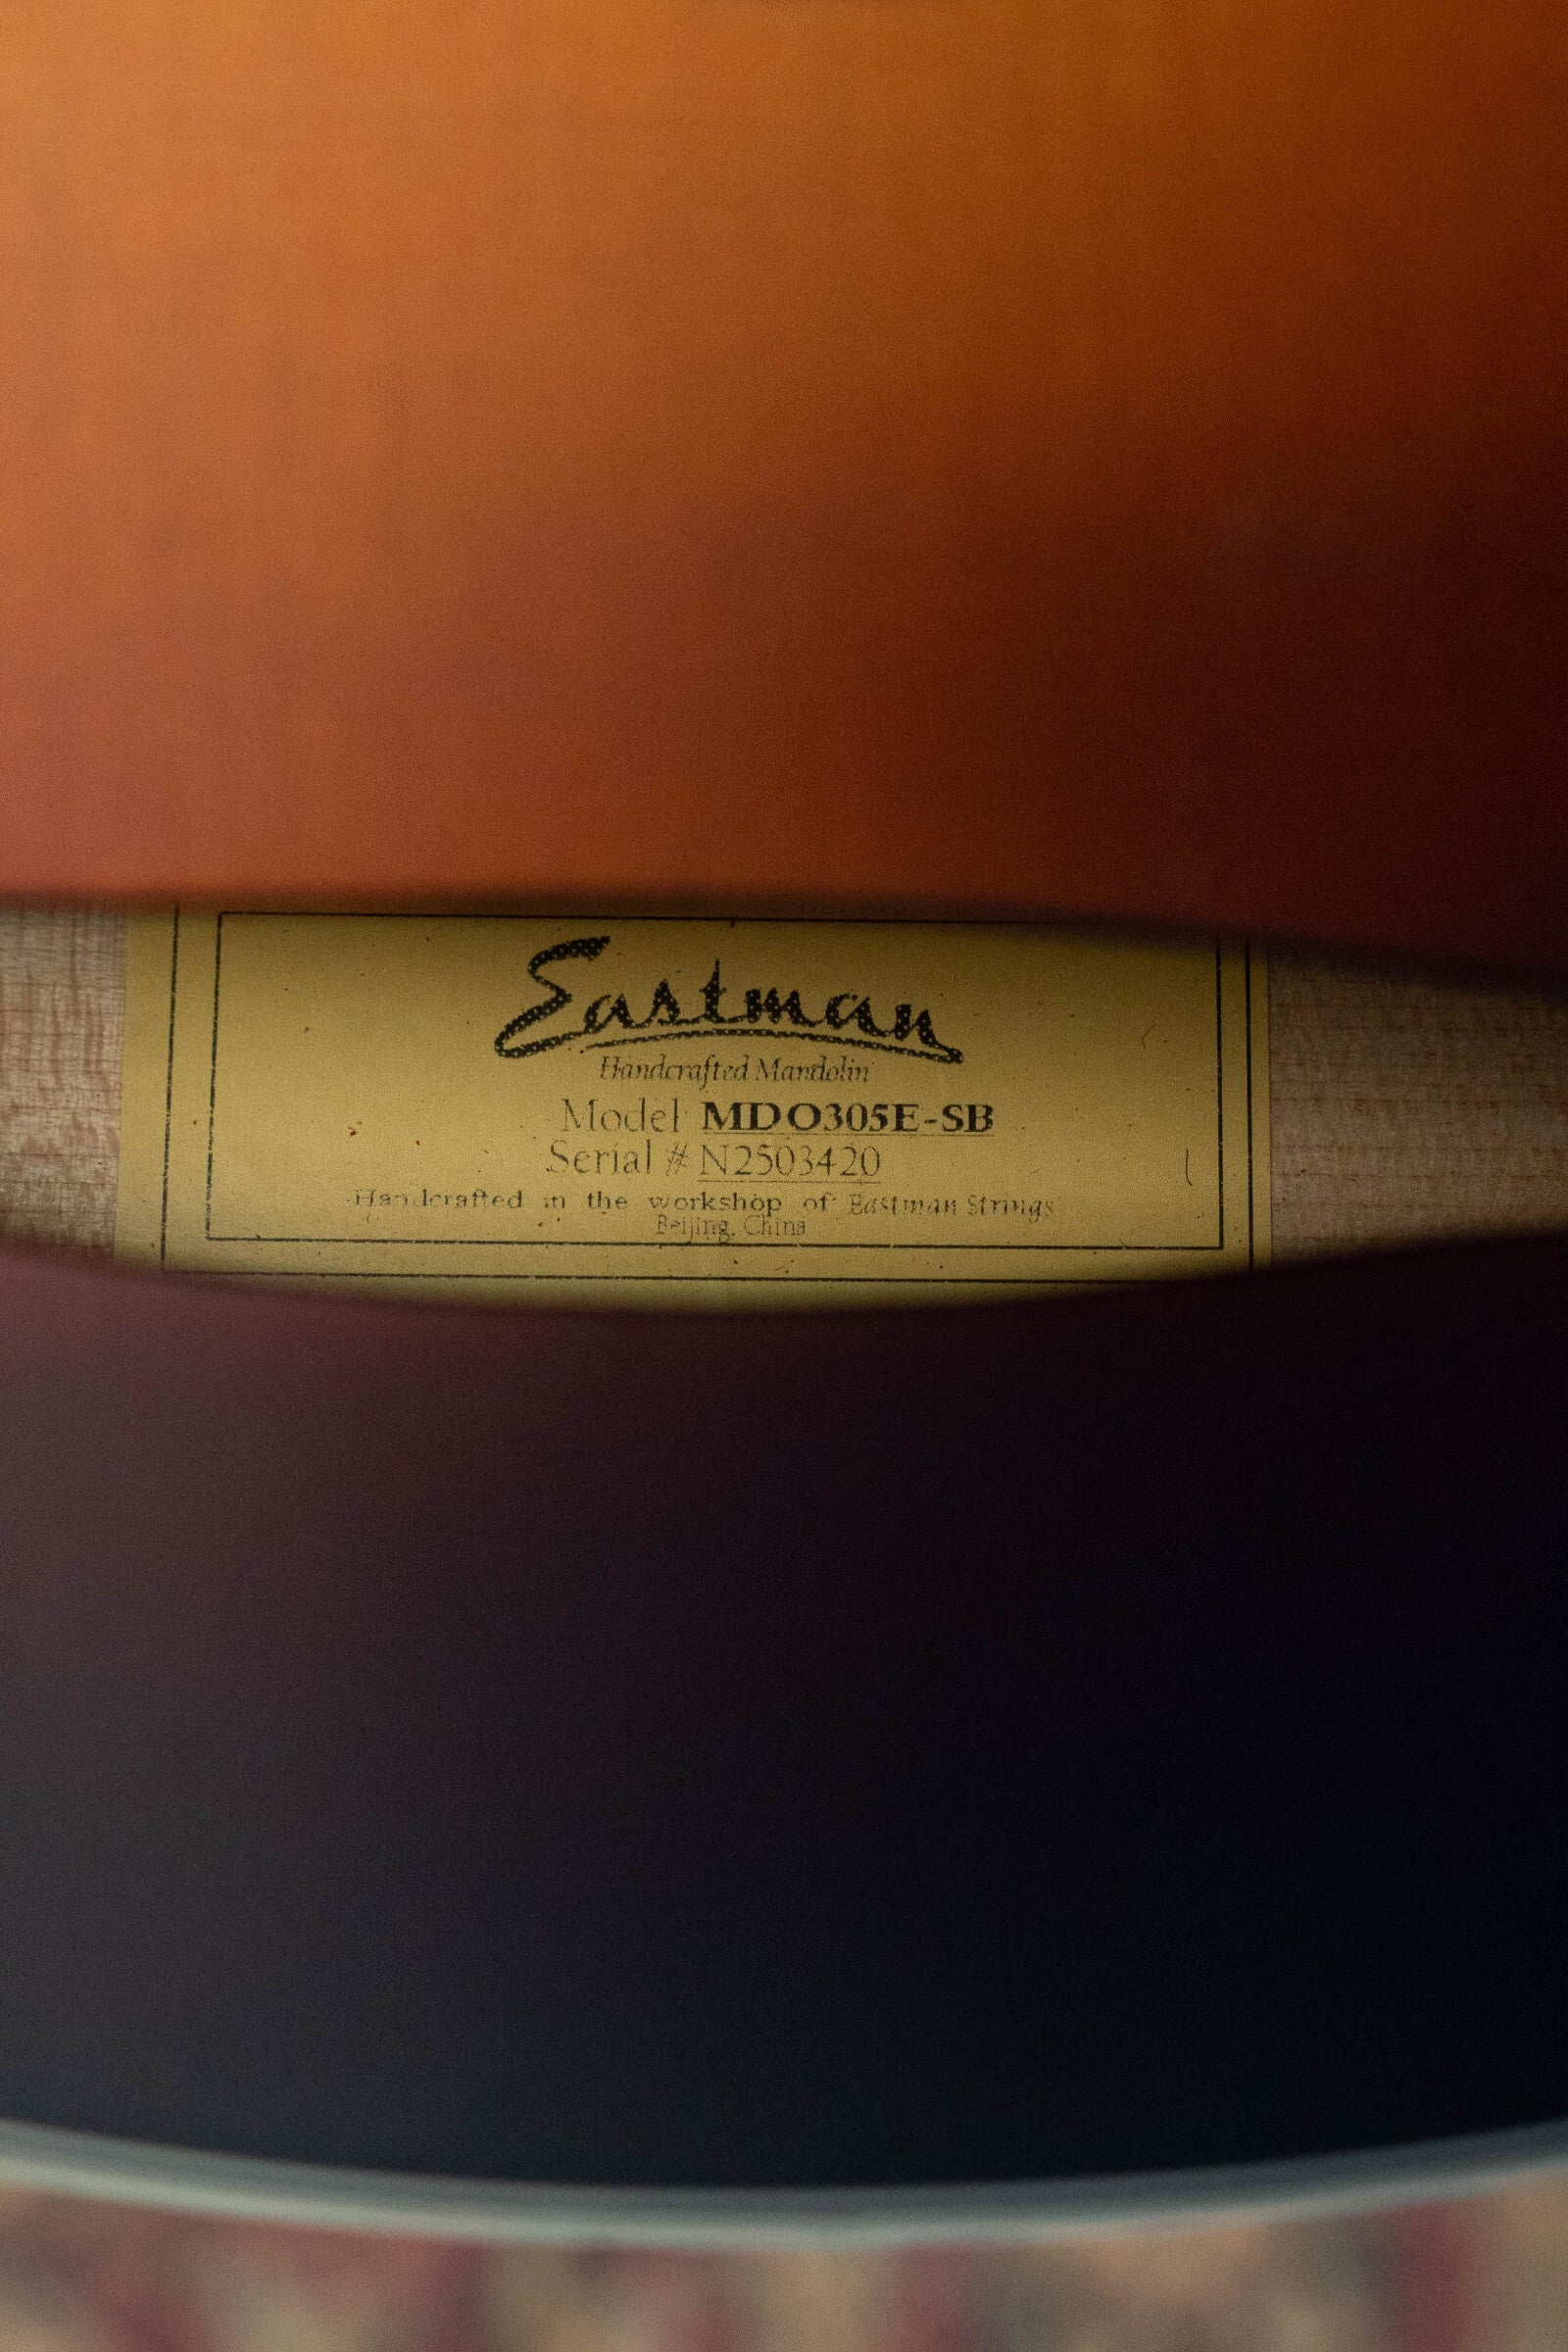 Eastman
Handcrafted Mandolin
Model MDO305E-SB
Serial # N2503420
Handcrafted in the workshop of Eastman Strings
Beijing, China